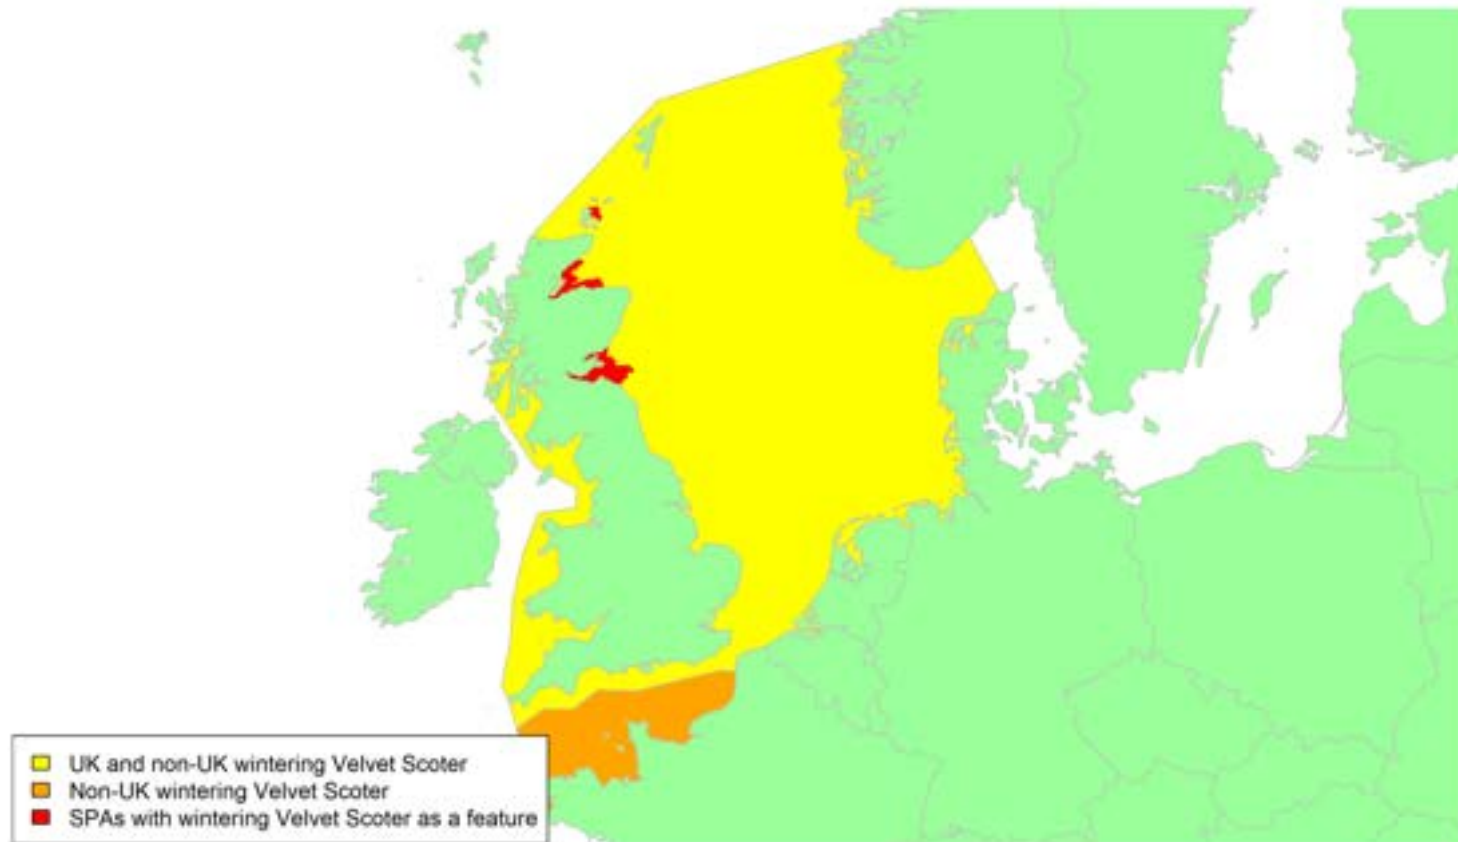 UK and non-UK wintering Velvet Scoter
Non-UK wintering Velvet Scoter
SPAs with wintering Velvet Scoter as a feature